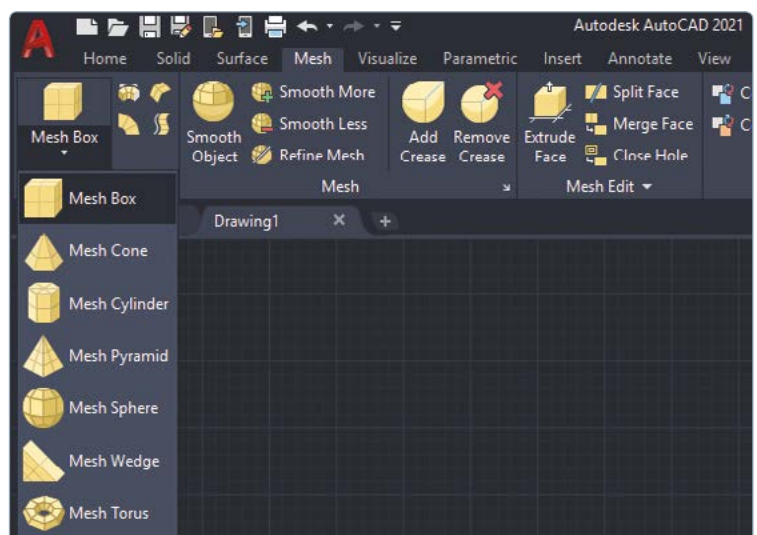 A
Autodesk AutoCAD 2021
Home Solid Surface Mesh Visualize Parametric Insert Annotate View
Mesh Box
Smooth Object
Smooth More
Smooth Less
Refine Mesh
Add Crease
Remove Crease
Extrude Face
Split Face
Merge Face
Close Hole
C
C
Mesh
Mesh Edit
Drawing1
Mesh Box
Mesh Cone
Mesh Cylinder
Mesh Pyramid
Mesh Sphere
Mesh Wedge
Mesh Torus